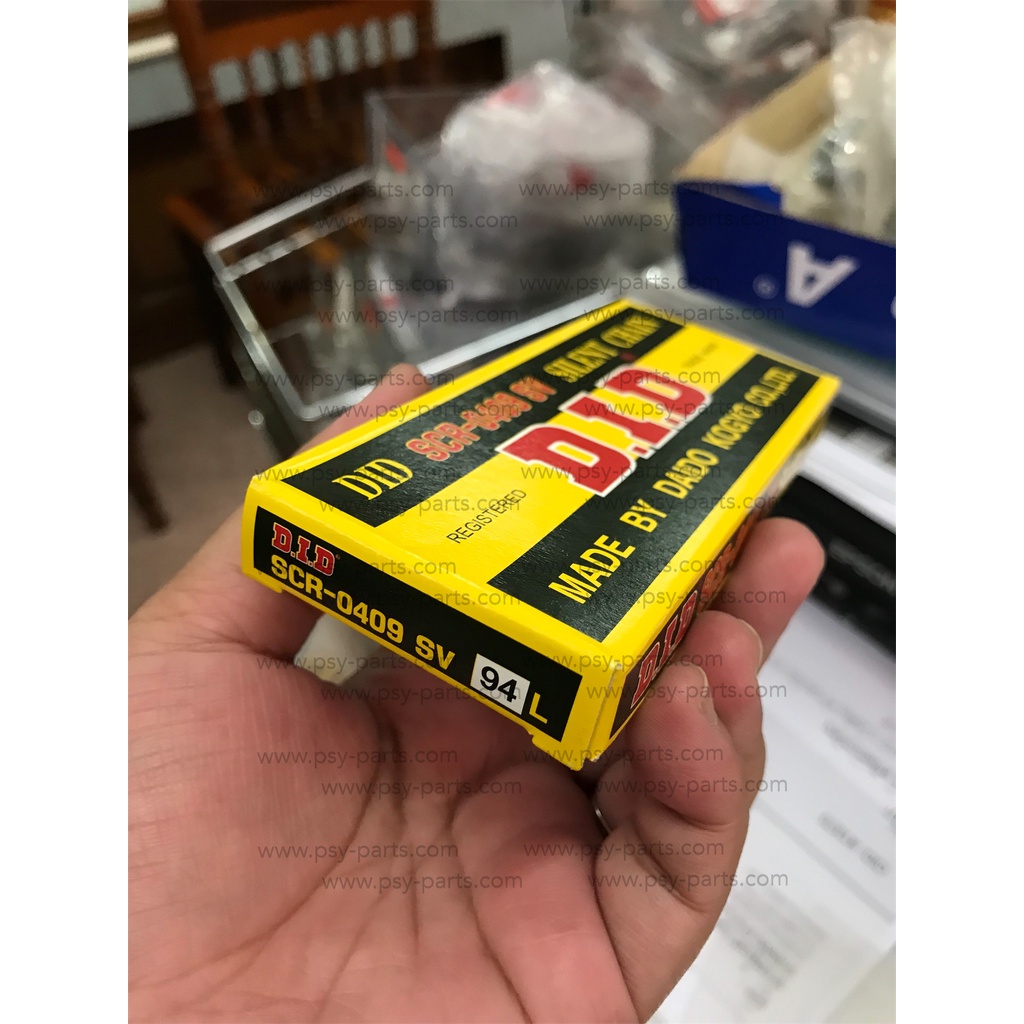 DID SCR-0409 SV SILENT CHAIN
D.I.D
REGISTERED
MADE BY DAIDO KOGYO CO.,LTD.
D.I.D
SCR-0409 SV 94 L
D.I.D
A
www.psy-parts.com